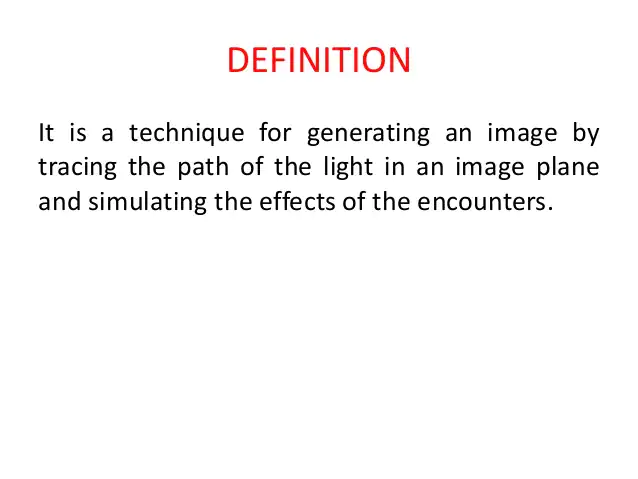 DEFINITION
It is a technique for generating an image by
tracing the path of the light in an image plane
and simulating the effects of the encounters.